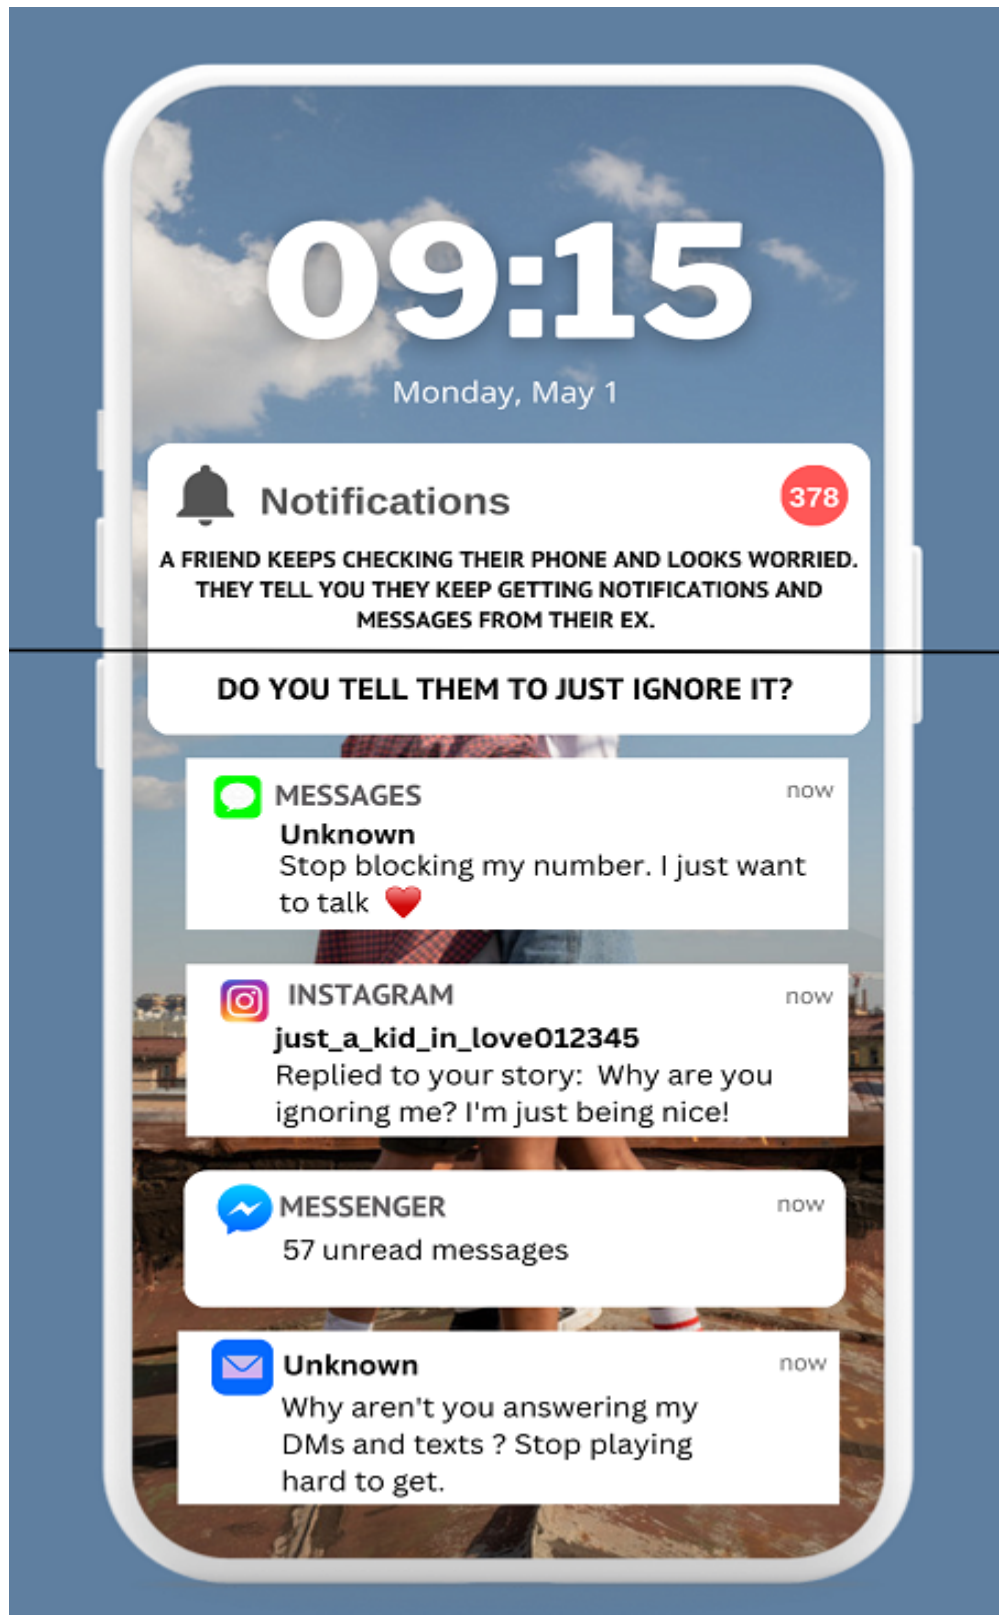 09:15
Monday, May 1
Notifications
378
A FRIEND KEEPS CHECKING THEIR PHONE AND LOOKS WORRIED.
THEY TELL YOU THEY KEEP GETTING NOTIFICATIONS AND
MESSAGES FROM THEIR EX.
DO YOU TELL THEM TO JUST IGNORE IT?
MESSAGES
now
Unknown
Stop blocking my number. I just want
to talk ❤️
INSTAGRAM
now
just_a_kid_in_love012345
Replied to your story: Why are you
ignoring me? I'm just being nice!
MESSENGER
now
57 unread messages
Unknown
now
Why aren't you answering my
DMs and texts ? Stop playing
hard to get.